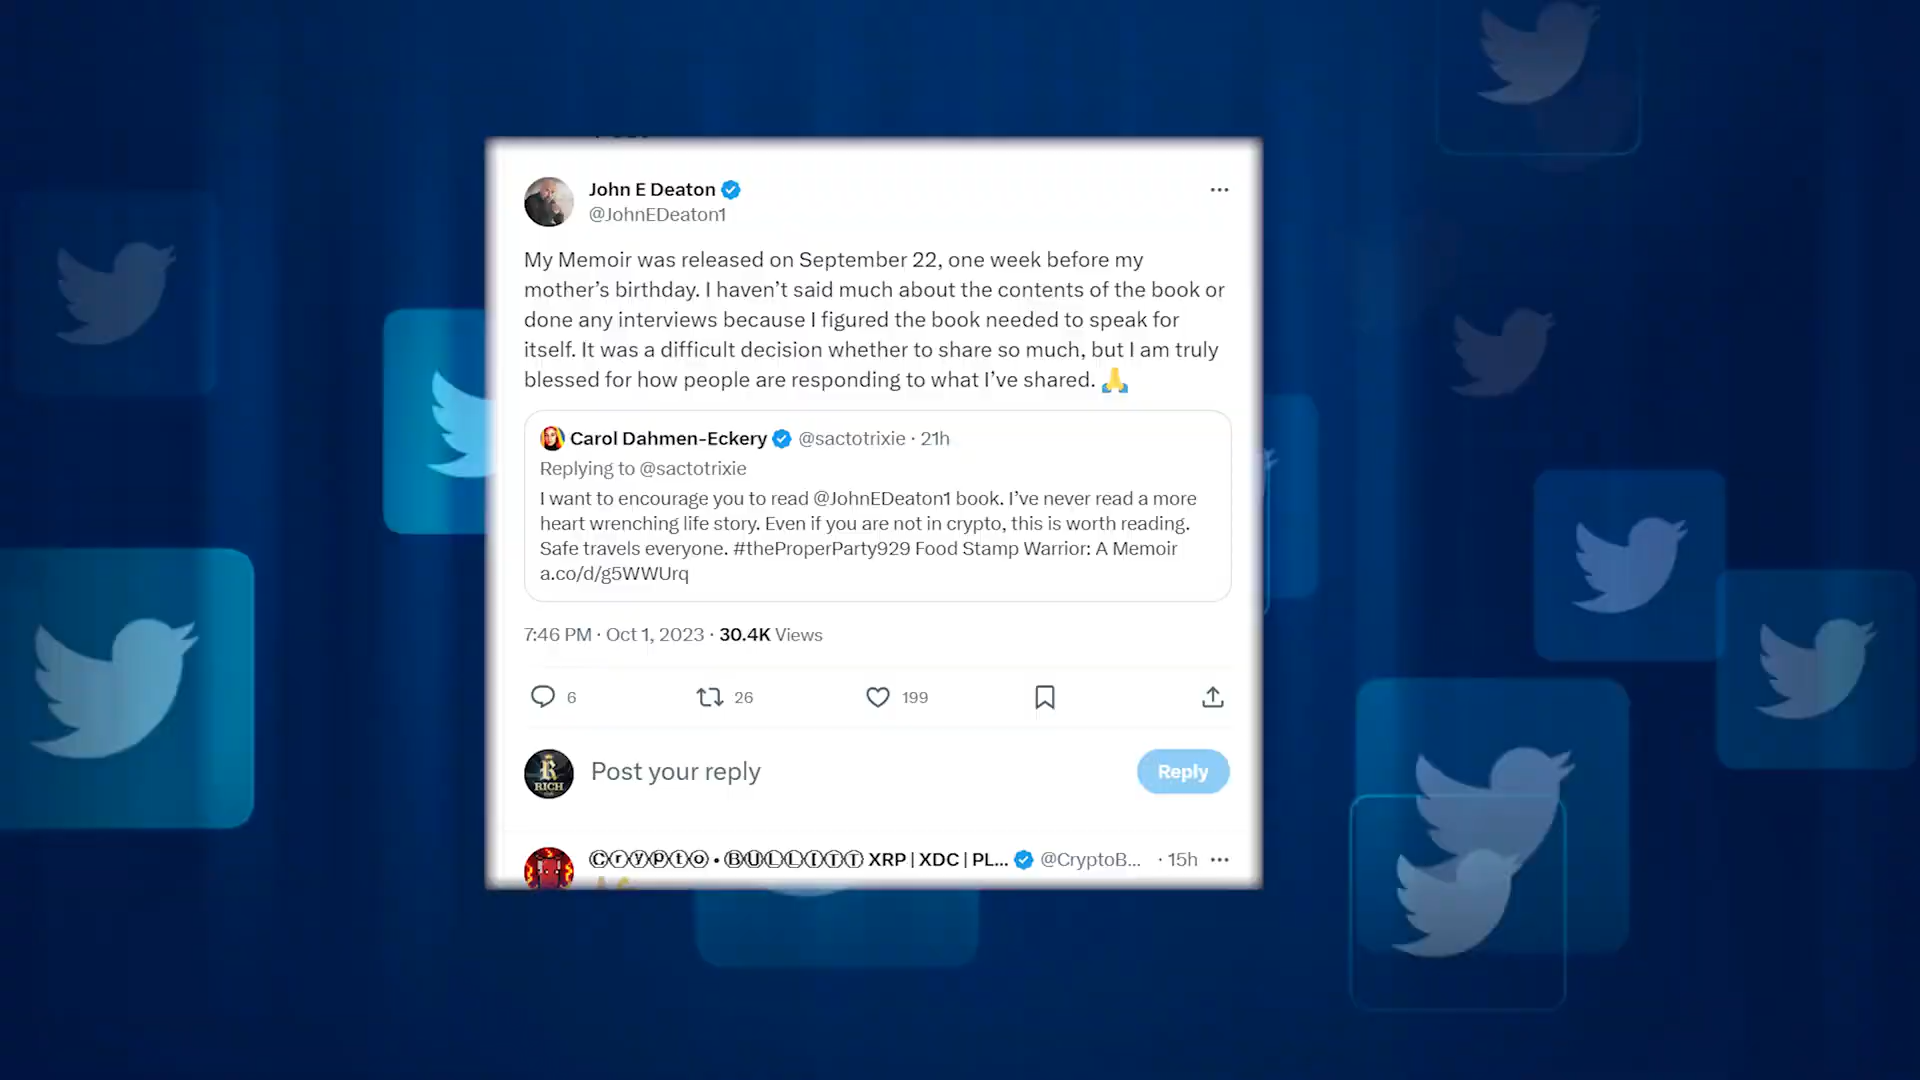 John E Deaton
@JohnEDeaton1
My Memoir was released on September 22, one week before my
mother’s birthday. I haven’t said much about the contents of the book or
done any interviews because I figured the book needed to speak for
itself. It was a difficult decision whether to share so much, but I am truly
blessed for how people are responding to what I’ve shared. 🙏
Carol Dahmen-Eckery @sactotrixie · 21h
Replying to @sactotrixie
I want to encourage you to read @JohnEDeaton1 book. I’ve never read a more
heart wrenching life story. Even if you are not in crypto, this is worth reading.
Safe travels everyone. #theProperParty929 Food Stamp Warrior: A Memoir
a.co/d/g5WWUrq
7:46 PM · Oct 1, 2023 · 30.4K Views
6 26 199
R
RICH
Post your reply
Reply
Ⓒⓡⓨⓟⓣⓞ • ⒷⓊⓁⓁⒾⓉⓉ XRP | XDC | PL... @CryptoB... · 15h